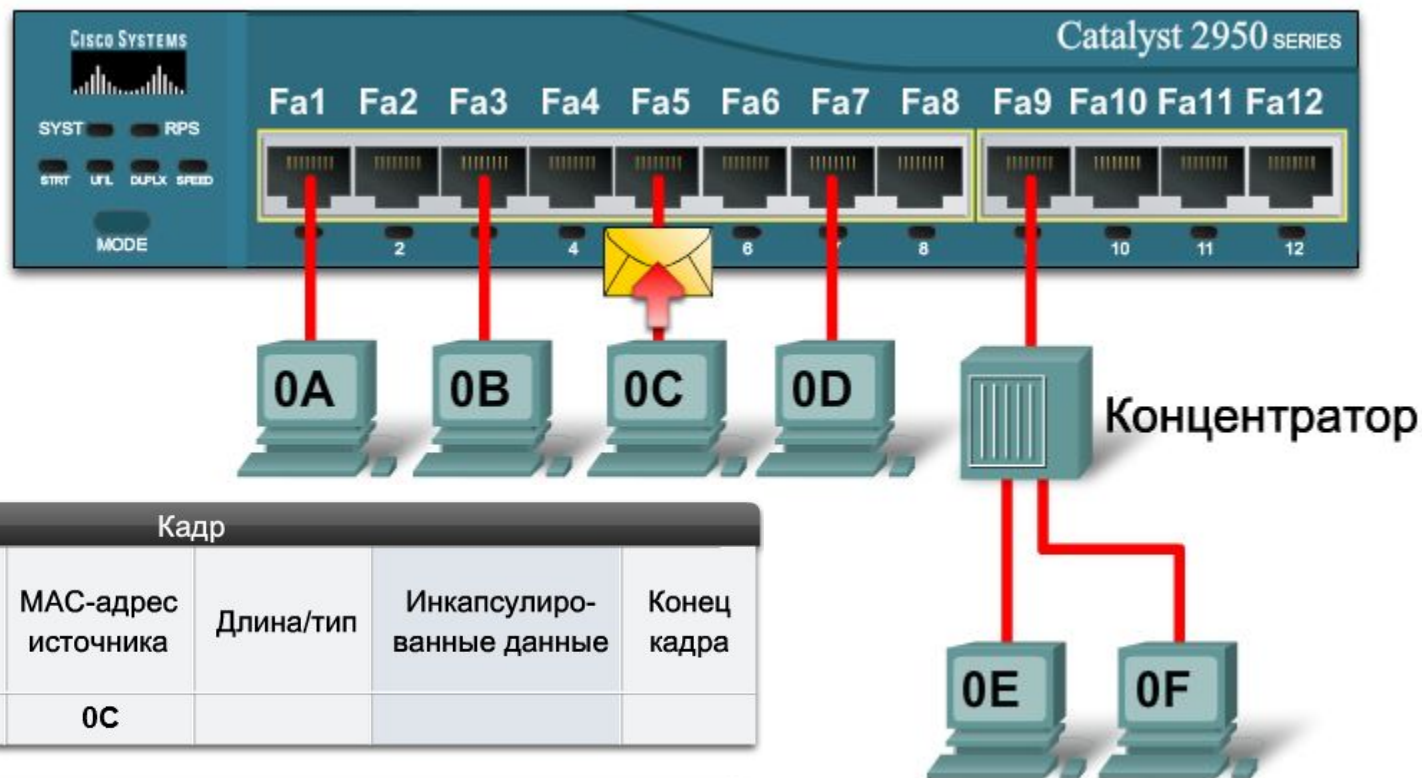 Cisco Systems
Catalyst 2950 SERIES
Fa1 Fa2 Fa3 Fa4 Fa5 Fa6 Fa7 Fa8 Fa9 Fa10 Fa11 Fa12
SYST RPS
STRT UTIL DUPLX SPEED
MODE
2 4 6 8 10 11 12
0A 0B 0C 0D
Концентратор
Кадр
MAC-адрес источника
Длина/тип
Инкапсулиро-
ванные данные
Конец кадра
0C
0E 0F